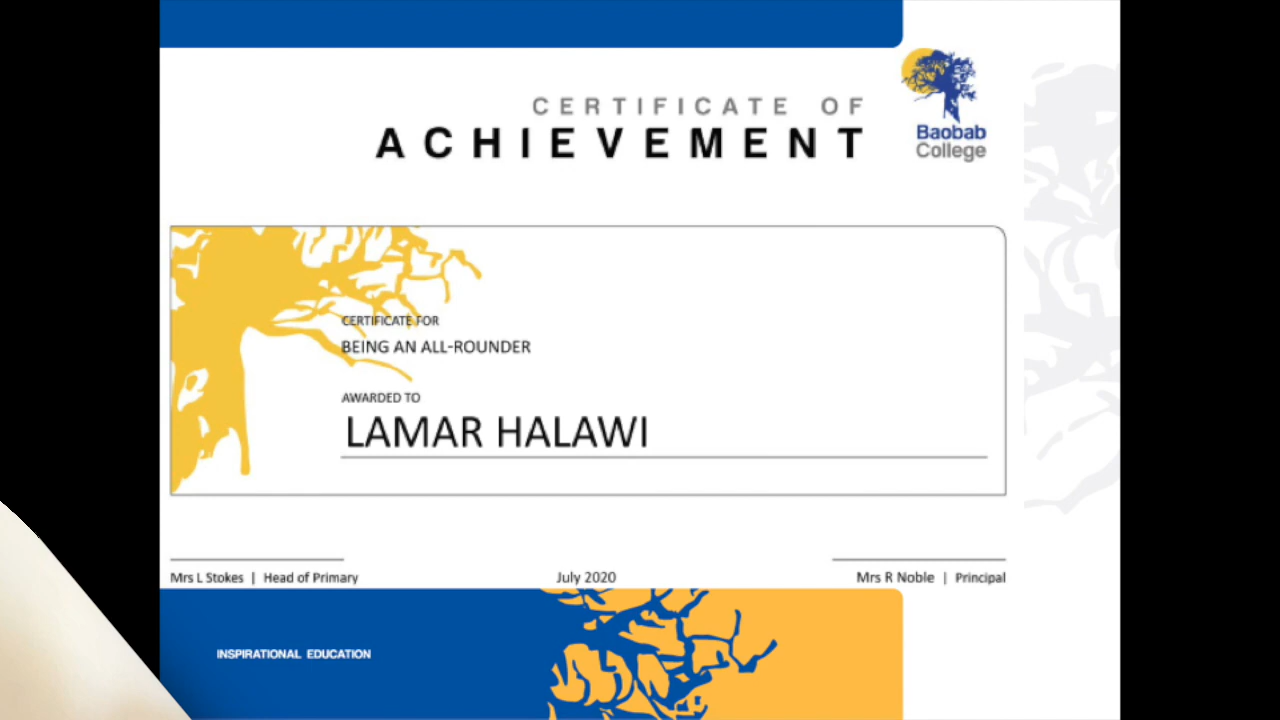 CERTIFICATE OF
ACHIEVEMENT
Baobab
College
CERTIFICATE FOR
BEING AN ALL-ROUNDER
AWARDED TO
LAMAR HALAWI
Mrs L Stokes | Head of Primary
July 2020
Mrs R Noble | Principal
INSPIRATIONAL EDUCATION